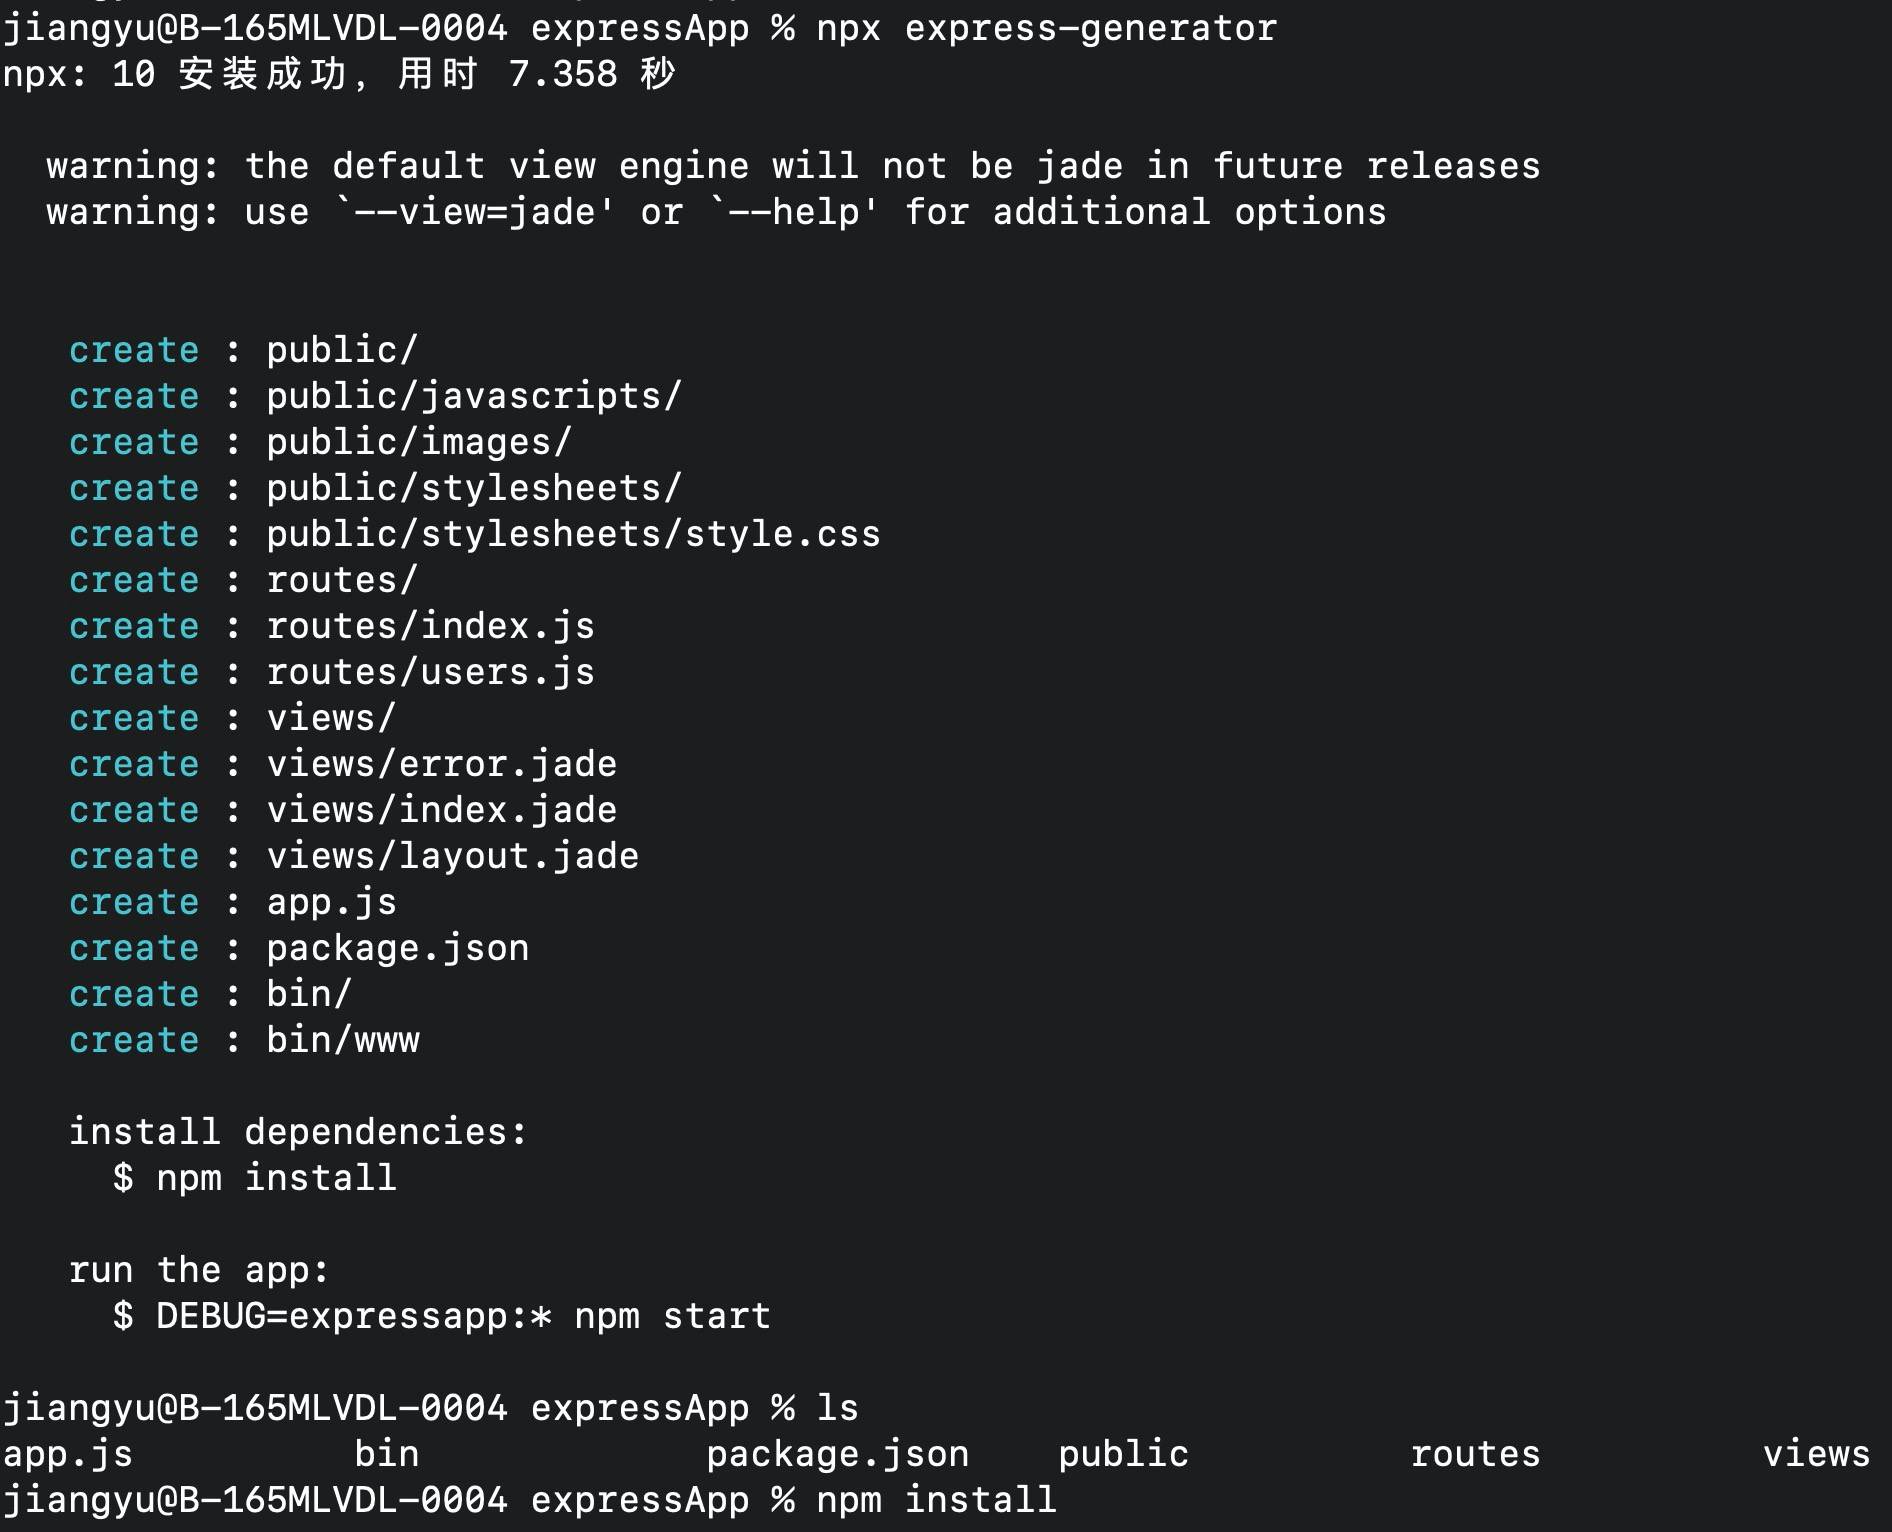 jiangyu@B-165MLVDL-0004 expressApp % npx express-generator
npx: 10 安装成功，用时 7.358 秒
warning: the default view engine will not be jade in future releases
warning: use `--view=jade' or `--help' for additional options
create : public/
create : public/javascripts/
create : public/images/
create : public/stylesheets/
create : public/stylesheets/style.css
create : routes/
create : routes/index.js
create : routes/users.js
create : views/
create : views/error.jade
create : views/index.jade
create : views/layout.jade
create : app.js
create : package.json
create : bin/
create : bin/www
install dependencies:
$ npm install
run the app:
$ DEBUG=expressapp:* npm start
jiangyu@B-165MLVDL-0004 expressApp % ls
app.js bin package.json public routes views
jiangyu@B-165MLVDL-0004 expressApp % npm install